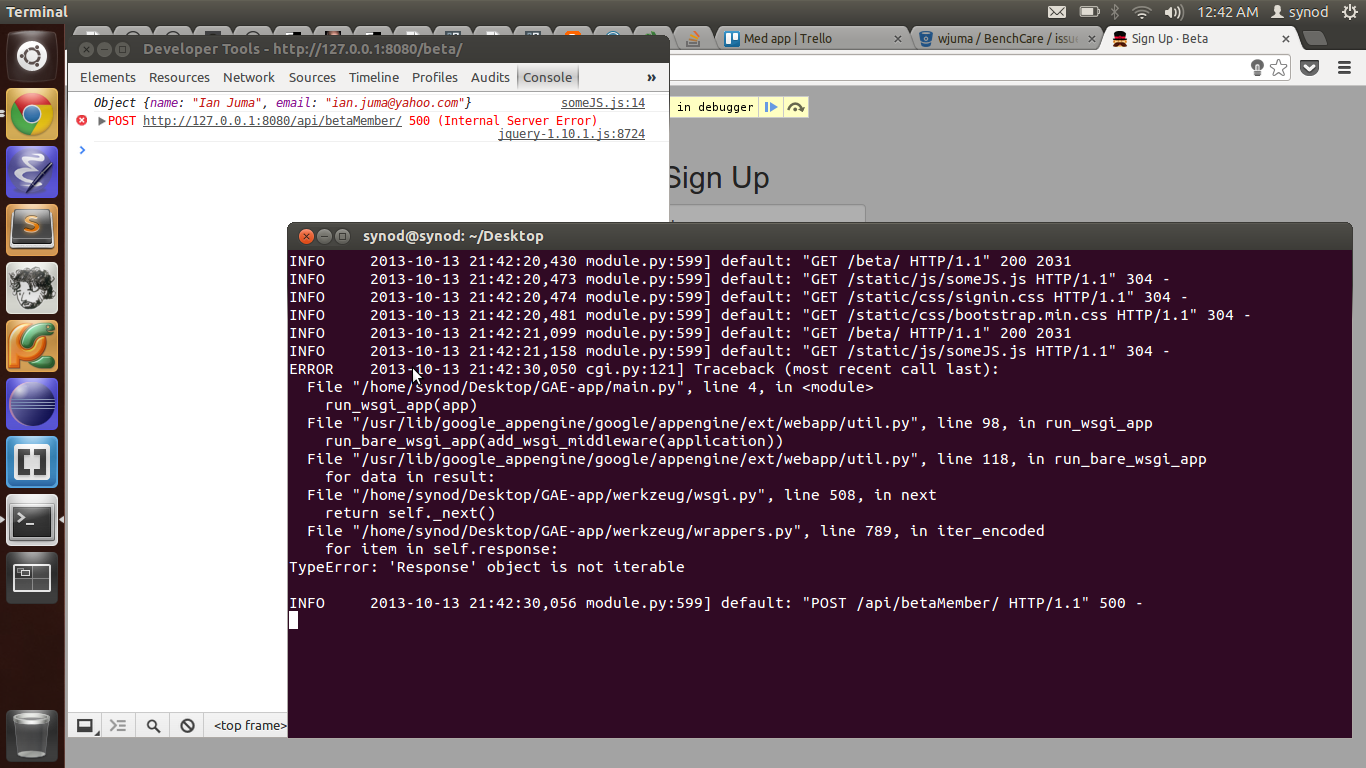 Terminal
12:42 AM synod
Developer Tools - http://127.0.0.1:8080/beta/
Med app | Trello
wjuma / BenchCare / issu
Sign Up · Beta
Elements Resources Network Sources Timeline Profiles Audits Console »
Object {name: "Ian Juma", email: "ian.juma@yahoo.com"} someJS.js:14
POST http://127.0.0.1:8080/api/betaMember/ 500 (Internal Server Error)
jquery-1.10.1.js:8724
in debugger
Sign Up
synod@synod: ~/Desktop
INFO 2013-10-13 21:42:20,430 module.py:599] default: "GET /beta/ HTTP/1.1" 200 2031
INFO 2013-10-13 21:42:20,473 module.py:599] default: "GET /static/js/someJS.js HTTP/1.1" 304 -
INFO 2013-10-13 21:42:20,474 module.py:599] default: "GET /static/css/signin.css HTTP/1.1" 304 -
INFO 2013-10-13 21:42:20,481 module.py:599] default: "GET /static/css/bootstrap.min.css HTTP/1.1" 304 -
INFO 2013-10-13 21:42:21,099 module.py:599] default: "GET /beta/ HTTP/1.1" 200 2031
INFO 2013-10-13 21:42:21,158 module.py:599] default: "GET /static/js/someJS.js HTTP/1.1" 304 -
ERROR 2013-10-13 21:42:30,050 cgi.py:121] Traceback (most recent call last):
File "/home/synod/Desktop/GAE-app/main.py", line 4, in <module>
run_wsgi_app(app)
File "/usr/lib/google_appengine/google/appengine/ext/webapp/util.py", line 98, in run_wsgi_app
run_bare_wsgi_app(add_wsgi_middleware(application))
File "/usr/lib/google_appengine/google/appengine/ext/webapp/util.py", line 118, in run_bare_wsgi_app
for data in result:
File "/home/synod/Desktop/GAE-app/werkzeug/wsgi.py", line 508, in next
return self._next()
File "/home/synod/Desktop/GAE-app/werkzeug/wrappers.py", line 789, in iter_encoded
for item in self.response:
TypeError: 'Response' object is not iterable
INFO 2013-10-13 21:42:30,056 module.py:599] default: "POST /api/betaMember/ HTTP/1.1" 500 -
<top frame>